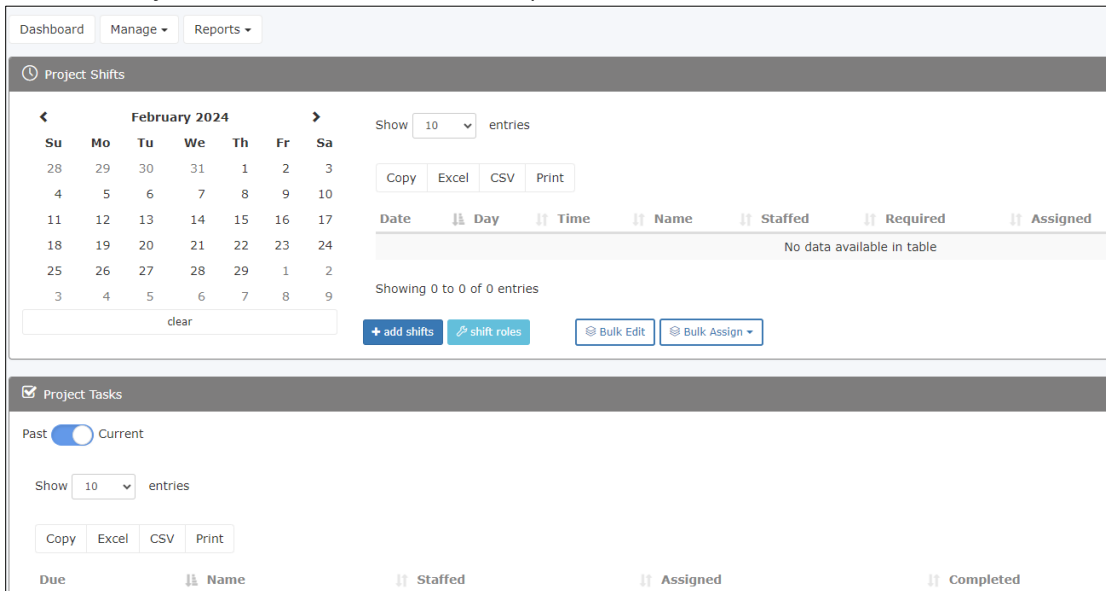 Dashboard Manage Reports
Project Shifts
February 2024
Su Mo Tu We Th Fr Sa
28 29 30 31 1 2 3
4 5 6 7 8 9 10
11 12 13 14 15 16 17
18 19 20 21 22 23 24
25 26 27 28 29 1 2
3 4 5 6 7 8 9
clear
Show 10 entries
Copy Excel CSV Print
Date Day Time Name Staffed Required Assigned
No data available in table
Showing 0 to 0 of 0 entries
+ add shifts shift roles Bulk Edit Bulk Assign
Project Tasks
Past Current
Show 10 entries
Copy Excel CSV Print
Due Name Staffed Assigned Completed